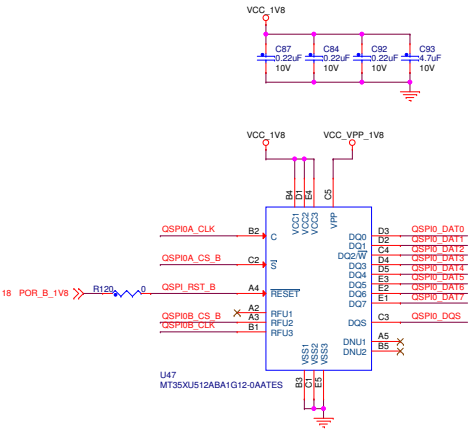 VCC_1V8
C87 C84 C92 C93
0.22uF 0.22uF 0.22uF 4.7uF
10V 10V 10V 10V
VCC_1V8 VCC_VPP_1V8
B4 D1 E4 C5
VCC1 VCC2 VCC3 VPP
QSPI0A_CLK B2 C DQ0 D3 QSPI0_DAT0
DQ1 D2 QSPI0_DAT1
DQ2/W C4 QSPI0_DAT2
QSPI0A_CS_B C2 S DQ3 D4 QSPI0_DAT3
DQ4 D5 QSPI0_DAT4
DQ5 E3 QSPI0_DAT5
18 POR_B_1V8 R120 0 QSPI_RST_B A4 RESET DQ6 E2 QSPI0_DAT6
DQ7 E1 QSPI0_DAT7
A2 RFU1
QSPI0B_CS_B A3 RFU2 DQS C3 QSPI0_DQS
QSPI0B_CLK B1 RFU3
DNU1 A5
DNU2 B5
VSS1 VSS2 VSS3
B3 C1 E5
U47
MT35XU512ABA1G12-0AATES